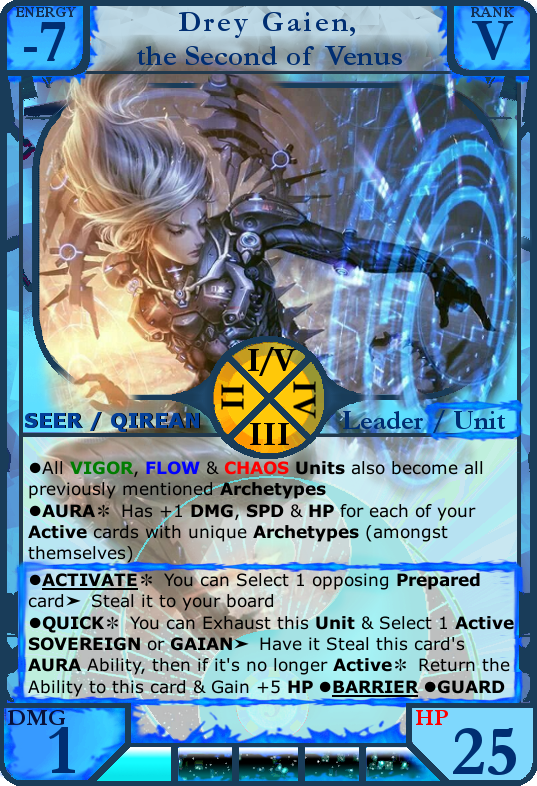 ENERGY
-7
Drey Gaien,
the Second of Venus
RANK
V
I/V
II
IV
III
SEER / QIREAN
Leader / Unit
●All VIGOR, FLOW & CHAOS Units also become all
previously mentioned Archetypes
●AURA✻ Has +1 DMG, SPD & HP for each of your
Active cards with unique Archetypes (amongst
themselves)
●ACTIVATE✻ You can Select 1 opposing Prepared
card➤ Steal it to your board
●QUICK✻ You can Exhaust this Unit & Select 1 Active
SOVEREIGN or GAIAN➤ Have it Steal this card's
AURA Ability, then if it's no longer Active✻ Return the
Ability to this card & Gain +5 HP ●BARRIER ●GUARD
DMG
1
HP
25